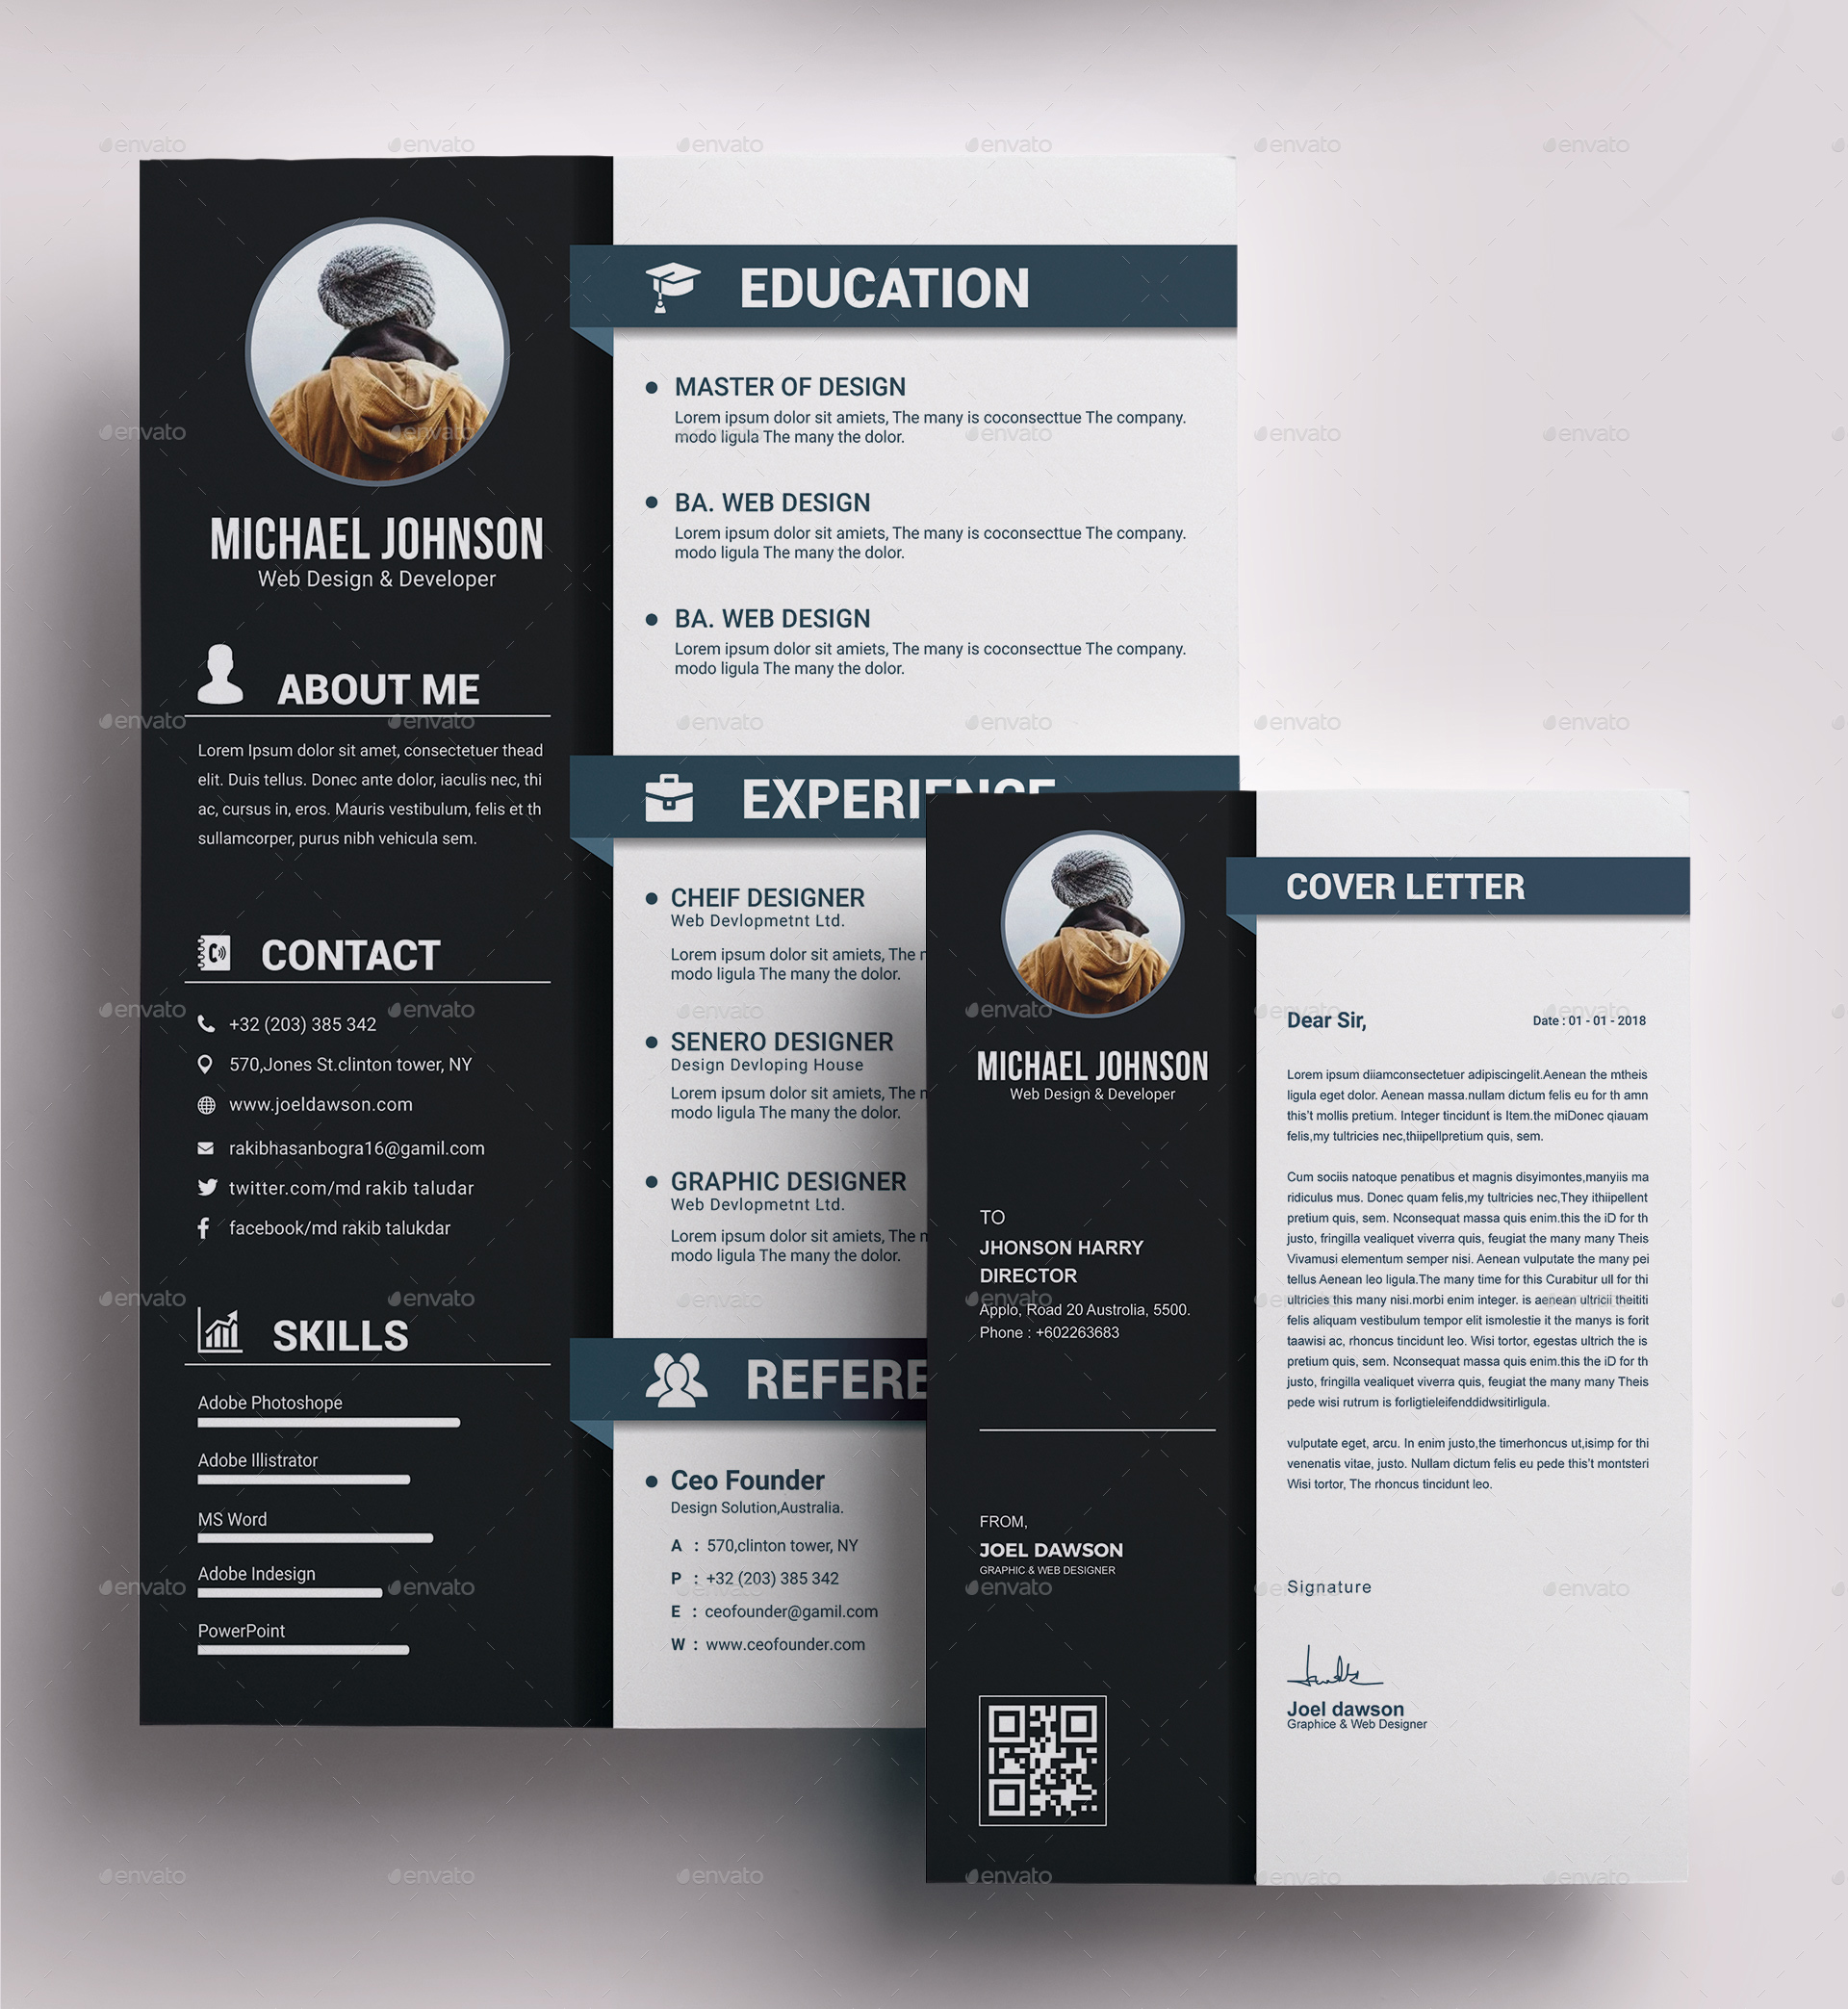 MICHAEL JOHNSON
Web Design & Developer
ABOUT ME
Lorem Ipsum dolor sit amet, consectetuer thead
elit. Duis tellus. Donec ante dolor, iaculis nec, thi
ac, cursus in, eros. Mauris vestibulum, felis et th
sullamcorper, purus nibh vehicula sem.
CONTACT
+32 (203) 385 342
570,Jones St.clinton tower, NY
www.joeldawson.com
rakibhasanbogra16@gamil.com
twitter.com/md rakib taludar
facebook/md rakib talukdar
SKILLS
Adobe Photoshope
Adobe Illistrator
MS Word
Adobe Indesign
PowerPoint
EDUCATION
MASTER OF DESIGN
Lorem ipsum dolor sit amiets, The many is coconsecttue The company.
modo ligula The many the dolor.
BA. WEB DESIGN
Lorem ipsum dolor sit amiets, The many is coconsecttue The company.
modo ligula The many the dolor.
BA. WEB DESIGN
Lorem ipsum dolor sit amiets, The many is coconsecttue The company.
modo ligula The many the dolor.
EXPERIENCE
CHEIF DESIGNER
Web Devlopmetnt Ltd.
Lorem ipsum dolor sit amiets, The
modo ligula The many the dolor.
SENERO DESIGNER
Design Devloping House
Lorem ipsum dolor sit amiets, The
modo ligula The many the dolor.
GRAPHIC DESIGNER
Web Devlopmetnt Ltd.
Lorem ipsum dolor sit amiets, The
modo ligula The many the dolor.
REFERE
Ceo Founder
Design Solution,Australia.
A : 570,clinton tower, NY
P : +32 (203) 385 342
E : ceofounder@gamil.com
W : www.ceofounder.com
MICHAEL JOHNSON
Web Design & Developer
TO
JHONSON HARRY
DIRECTOR
Applo, Road 20 Austrolia, 5500.
Phone : +602263683
FROM,
JOEL DAWSON
GRAPHIC & WEB DESIGNER
COVER LETTER
Dear Sir,
Date : 01 - 01 - 2018
Lorem ipsum diiamconsectetuer adipiscingelit.Aenean the mtheis
ligula eget dolor. Aenean massa.nullam dictum felis eu for th amn
this't mollis pretium. Integer tincidunt is Item.the miDonec qiauam
felis,my tultricies nec,thiipellpretium quis, sem.
Cum sociis natoque penatibus et magnis disyimontes,manyiis ma
ridiculus mus. Donec quam felis,my tultricies nec,They ithiipellent
pretium quis, sem. Nconsequat massa quis enim.this the iD for th
justo, fringilla vealiquet viverra quis, feugiat the many many Theis
Vivamusi elementum semper nisi. Aenean vulputate the many pei
tellus Aenean leo ligula.The many time for this Curabitur ull for thi
ultricies this many nisi.morbi enim integer. is aenean ultricii theititi
felis aliquam vestibulum tempor elit ismolestie it the manys is forit
taawisi ac, rhoncus tincidunt leo. Wisi tortor, egestas ultrich the is
pretium quis, sem. Nconsequat massa quis enim.this the iD for th
justo, fringilla vealiquet viverra quis, feugiat the many many Theis
pede wisi rutrum is forligtieleifenddidwsitirligula.
vulputate eget, arcu. In enim justo,the timerhoncus ut,isimp for thi
venenatis vitae, justo. Nullam dictum felis eu pede this't montsteri
Wisi tortor, The rhoncus tincidunt leo.
Signature
Joel dawson
Graphice & Web Designer
envato